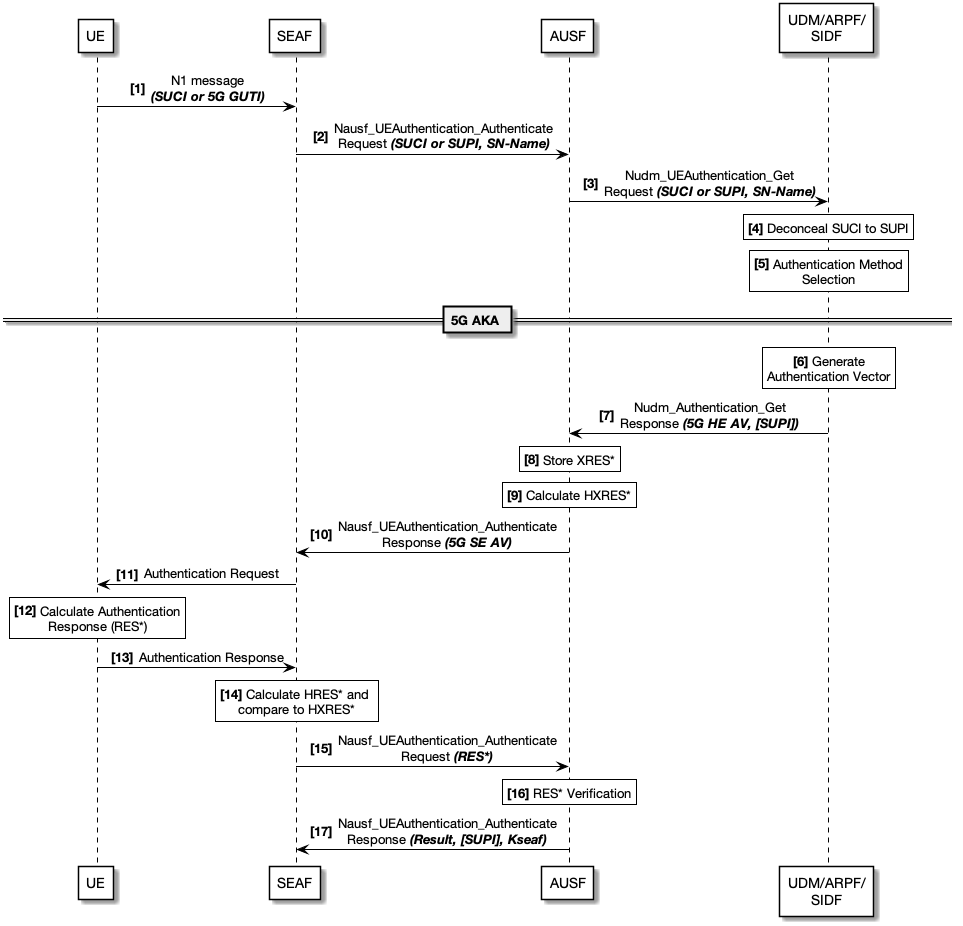 UE
SEAF
AUSF
UDM/ARPF/
SIDF
[1] N1 message
(SUCI or 5G GUTI)
[2] Nausf_UEAuthentication_Authenticate
Request (SUCI or SUPI, SN-Name)
[3] Nudm_UEAuthentication_Get
Request (SUCI or SUPI, SN-Name)
[4] Deconceal SUCI to SUPI
[5] Authentication Method
Selection
5G AKA
[6] Generate
Authentication Vector
[7] Nudm_Authentication_Get
Response (5G HE AV, [SUPI])
[8] Store XRES*
[9] Calculate HXRES*
[10] Nausf_UEAuthentication_Authenticate
Response (5G SE AV)
[11] Authentication Request
[12] Calculate Authentication
Response (RES*)
[13] Authentication Response
[14] Calculate HRES* and
compare to HXRES*
[15] Nausf_UEAuthentication_Authenticate
Request (RES*)
[16] RES* Verification
[17] Nausf_UEAuthentication_Authenticate
Response (Result, [SUPI], Kseaf)
UE
SEAF
AUSF
UDM/ARPF/
SIDF